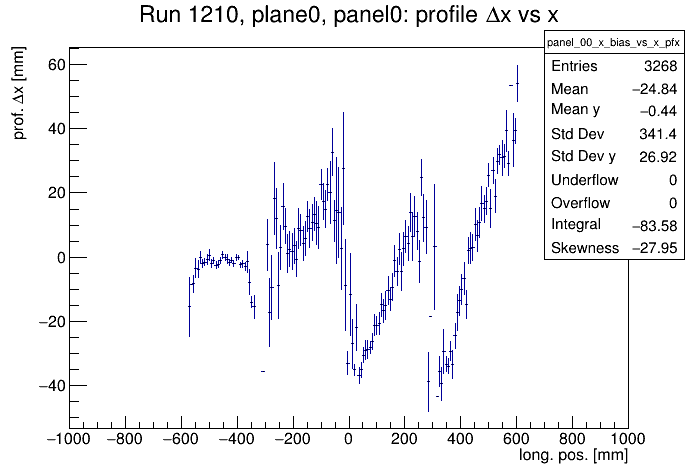 Run 1210, plane0, panel0: profile Δx vs x
panel_00_x_bias_vs_x_pfx
Entries 3268
Mean −24.84
Mean y −0.44
Std Dev 341.4
Std Dev y 26.92
Underflow 0
Overflow 0
Integral −83.58
Skewness −27.95
prof. Δx [mm]
60
40
20
0
−20
−40
−1000 −800 −600 −400 −200 0 200 400 600 800 1000
long. pos. [mm]